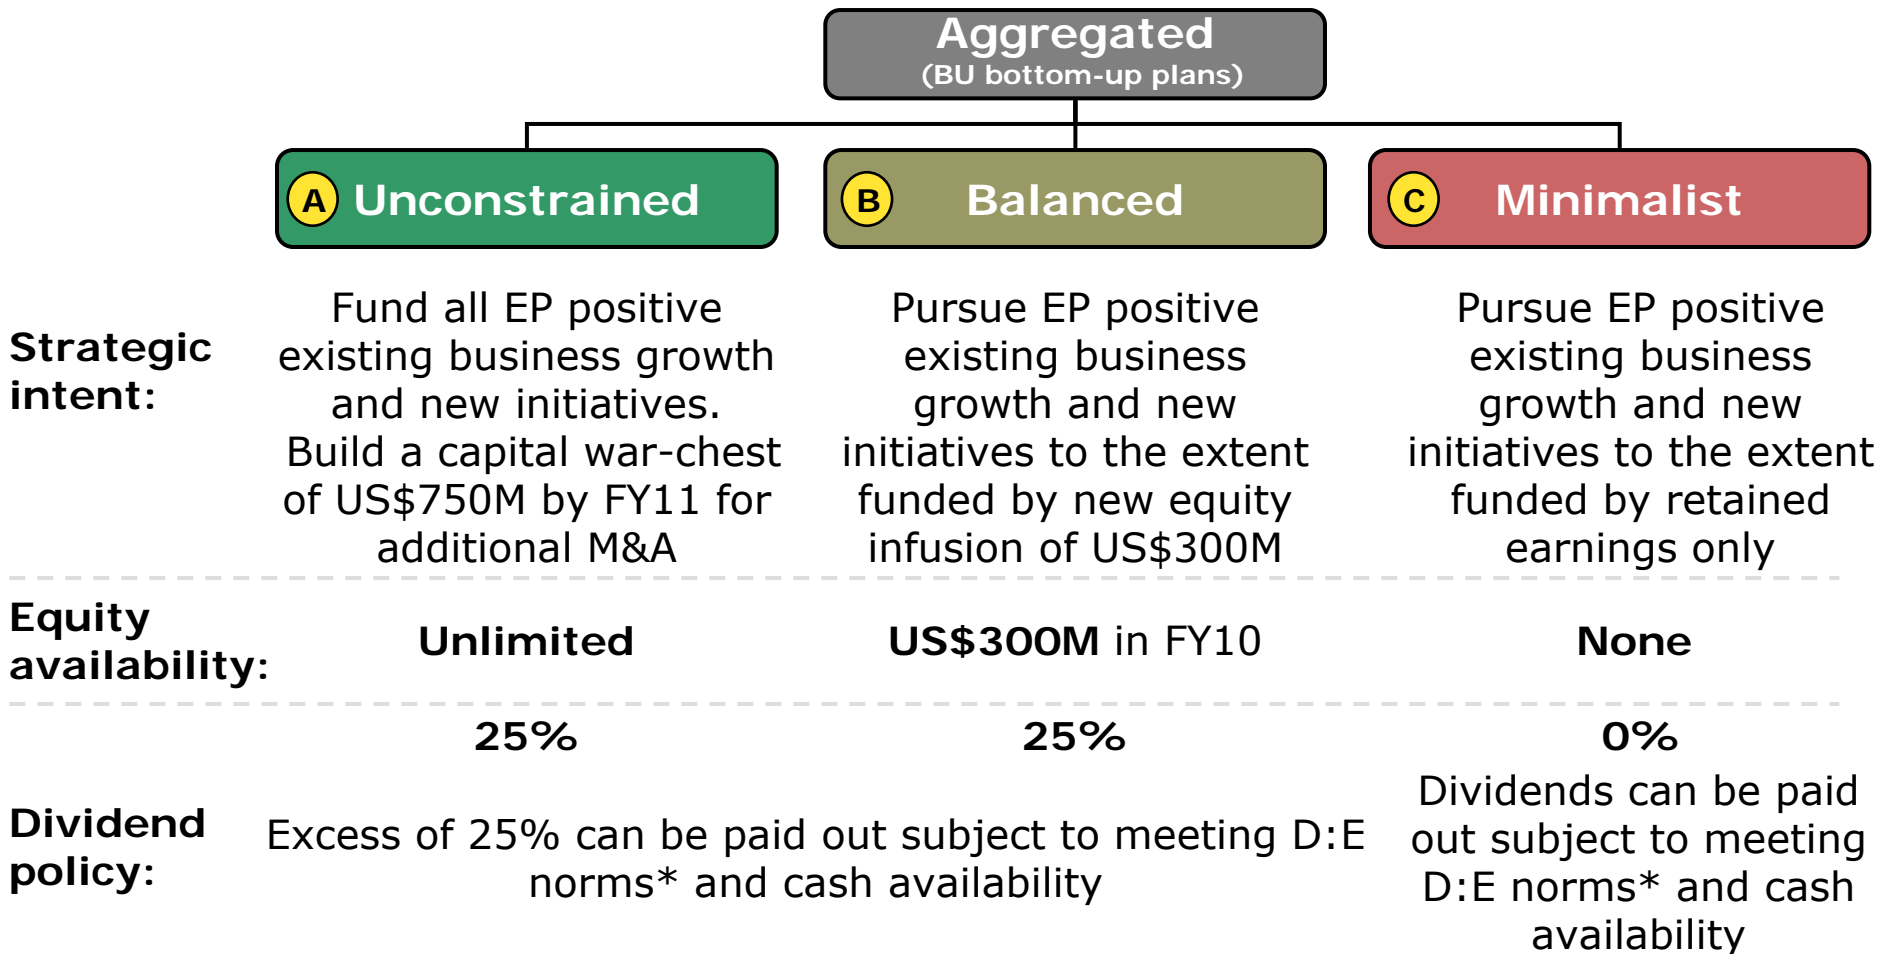 Aggregated
(BU bottom-up plans)
A Unconstrained
B Balanced
C Minimalist
Strategic
intent:
Fund all EP positive
existing business growth
and new initiatives.
Build a capital war-chest
of US$750M by FY11 for
additional M&A
Pursue EP positive
existing business
growth and new
initiatives to the extent
funded by new equity
infusion of US$300M
Pursue EP positive
existing business
growth and new
initiatives to the extent
funded by retained
earnings only
Equity
availability:
Unlimited
US$300M in FY10
None
Dividend
policy:
25%
25%
0%
Excess of 25% can be paid out subject to meeting D:E
norms* and cash availability
Dividends can be paid
out subject to meeting
D:E norms* and cash
availability